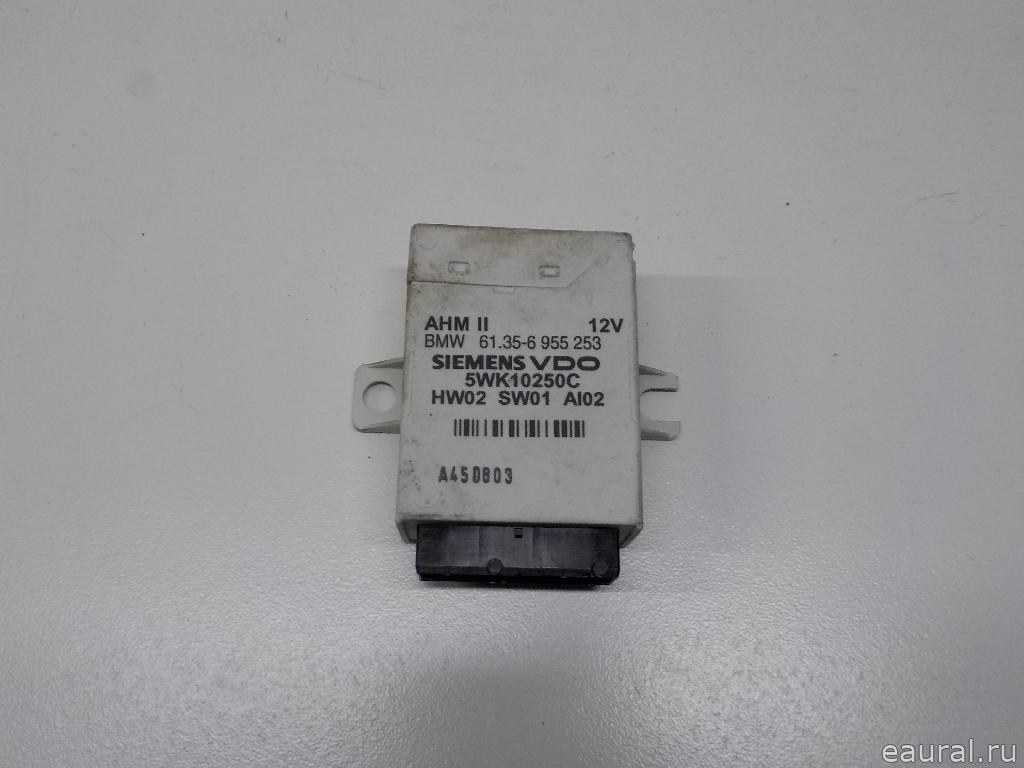 AHM II 12V
BMW 61.35-6 955 253
SIEMENS VDO
5WK10250C
HW02 SW01 AI02
A450803
eaural.ru